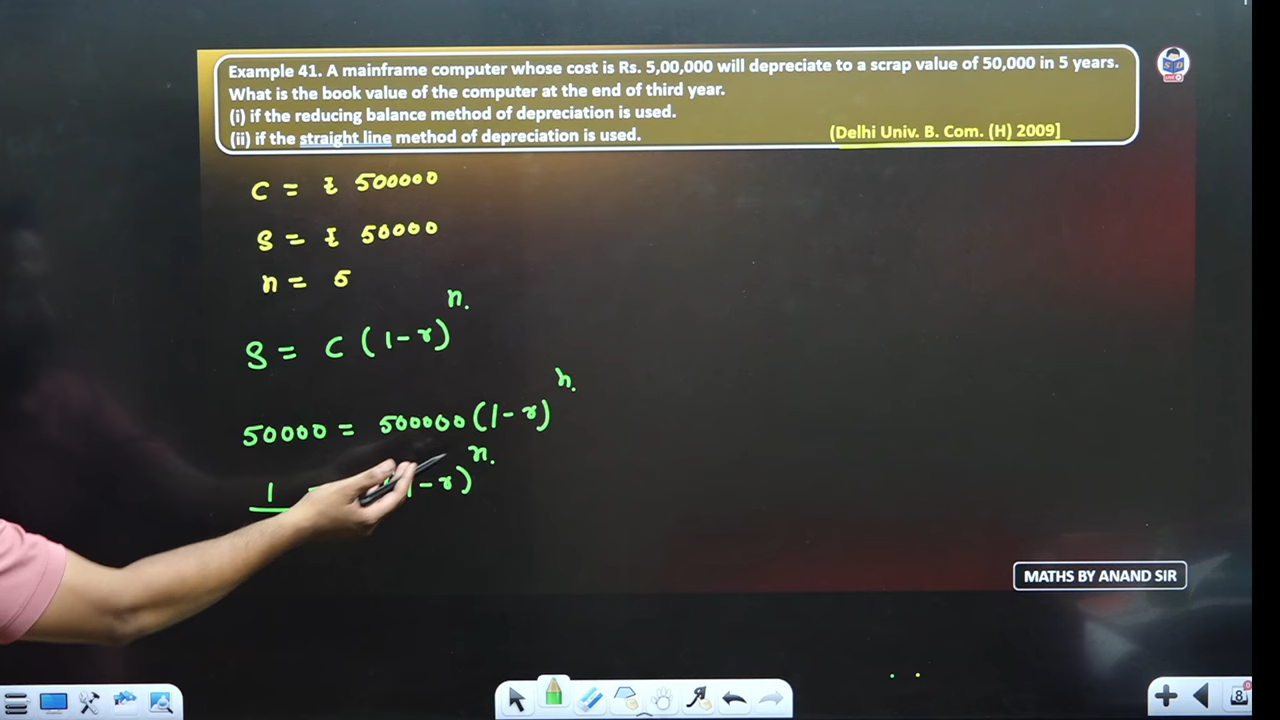 Example 41. A mainframe computer whose cost is Rs. 5,00,000 will depreciate to a scrap value of 50,000 in 5 years.
What is the book value of the computer at the end of third year.
(i) if the reducing balance method of depreciation is used.
(ii) if the straight line method of depreciation is used. (Delhi Univ. B. Com. (H) 2009]
C = ₹ 500000
S = ₹ 50000
n = 5
S = C (1-r)^n.
50000 = 500000 (1-r)^n.
1 1-r)^n.
MATHS BY ANAND SIR
8